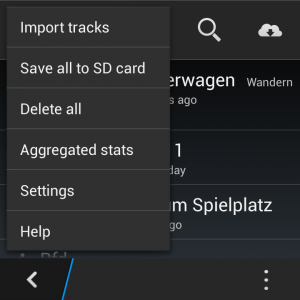 Import tracks
Save all to SD card
Delete all
Aggregated stats
Settings
Help
erwagen Wandern
s ago
1
day
um Spielplatz
go